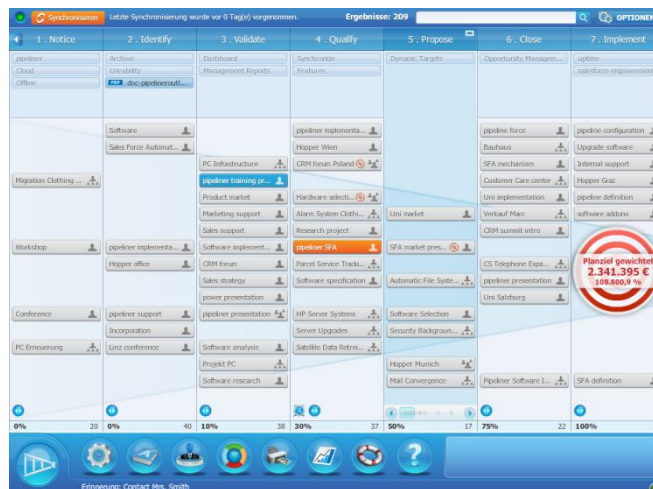 Synchronisieren
Letzte Synchronisierung wurde vor 0 Tag(e) vorgenommen.
Ergebnisse: 209
OPTIONEN
1 . Notice
2 . Identify
3 . Validate
4 . Qualify
5 . Propose
6 . Close
7 . Implement
pipeliner
Archive
Dashboard
Synchronize
Dynamic Targets
Opportunity Managem...
uptime
Cloud
Useability
Management Reports
Features
salesforce empowermen
Offline
doc-pipelineroutl...
Software
pipeliner implementa...
pipeline force
pipeline configuration
Sales Force Automat...
Hopper Wien
Bauhaus
Upgrade software
PC Infrastructure
CRM forum Poland
SFA mechanism
Internal support
Migration Clothing ...
pipeliner training pr...
Customer Care center
Hopper Graz
Product market
Hardware selecti...
Uni implementation
pipeline definition
Marketing support
Alarm System Clothi...
Uni market
Verkauf Marc
software addons
Sales support
Research project
CRM summit intro
Workshop
pipeliner implementa...
Software implement...
pipeliner SFA
SFA market pres...
Hopper office
CRM forum
Parcel Service Tradi...
CS Telephone Expa...
Planziel gewichtet
2.341.395 €
108.800,9 %
Sales strategy
Software specification
Automatic File Syste...
pipeliner presentation
power presentation
Uni Salzburg
Conference
pipeliner support
pipeliner presentation
HP Server Systems
Software Selection
Incorporation
Server Upgrades
Security Backgroun...
PC Erneuerung
Linz conference
Software analysis
Satellite Data Retrei...
Projekt PC
Hopper Munich
Software research
Mail Convergence
Pipeliner Software I...
SFA definition
0%
20
0%
40
10%
38
30%
37
50%
17
75%
22
100%
Erinnerung: Contact Mrs. Smith